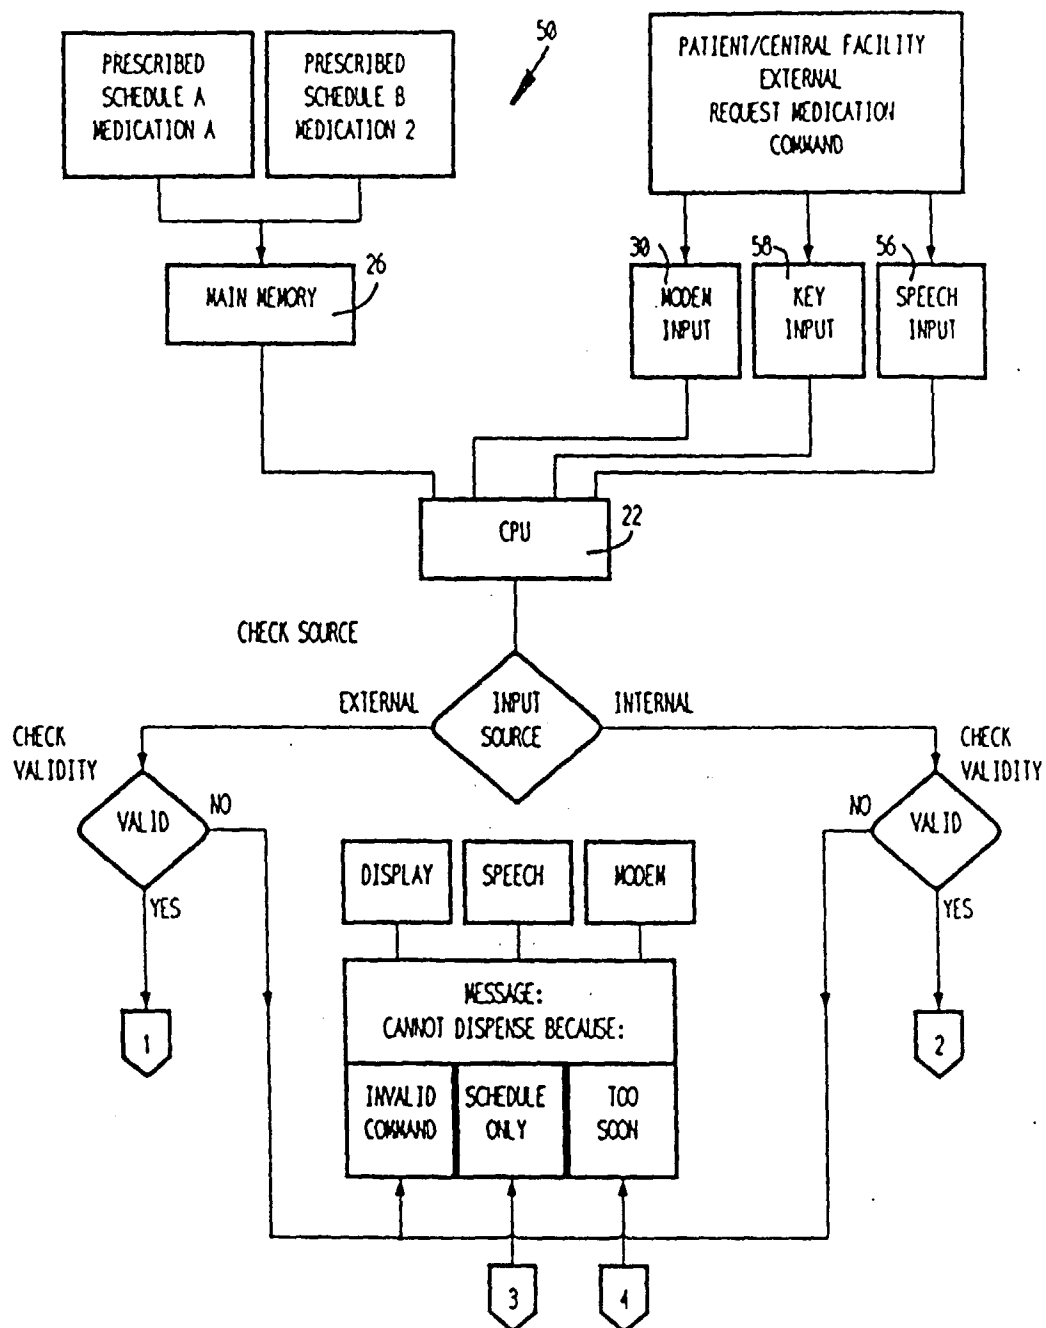 PRESCRIBED
SCHEDULE A
MEDICATION A
PRESCRIBED
SCHEDULE B
MEDICATION 2
50
PATIENT/CENTRAL FACILITY
EXTERNAL
REQUEST MEDICATION
COMMAND
MAIN MEMORY
26
30
MODEM
INPUT
58
KEY
INPUT
56
SPEECH
INPUT
CPU
22
CHECK SOURCE
EXTERNAL
INPUT
SOURCE
INTERNAL
CHECK
VALIDITY
VALID
NO
YES
1
CHECK
VALIDITY
NO
VALID
YES
2
DISPLAY
SPEECH
MODEM
MESSAGE:
CANNOT DISPENSE BECAUSE:
INVALID
COMMAND
SCHEDULE
ONLY
TOO
SOON
3
4